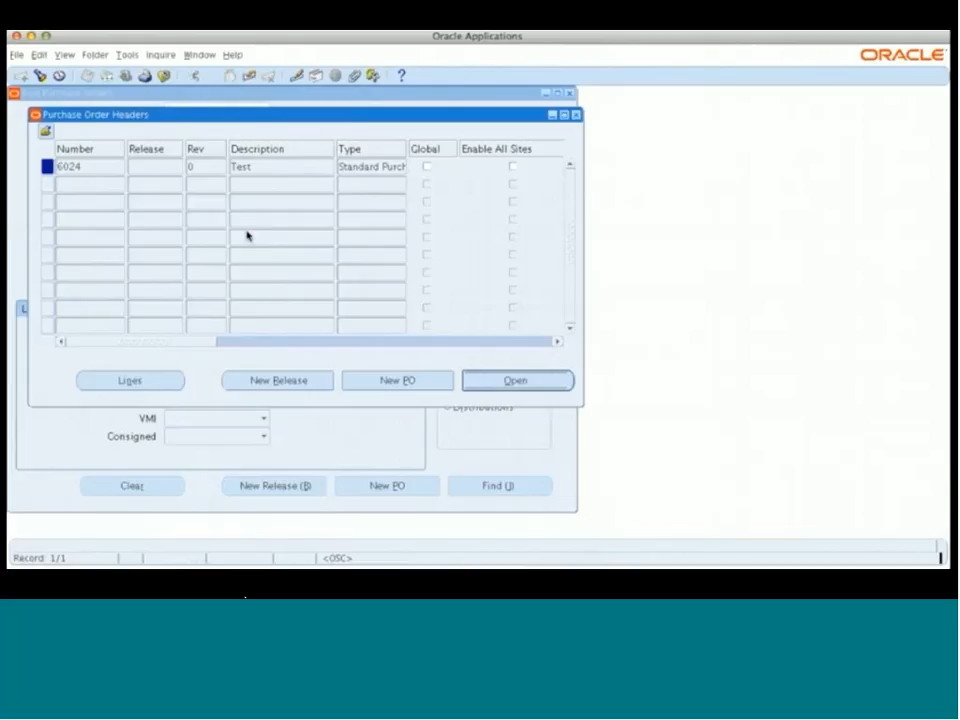 Oracle Applications
File Edit View Folder Tools Inquire Window Help
ORACLE
Purchase Order Headers
Number Release Rev Description Type Global Enable All Sites
6024 0 Test Standard Purch
Lines New Release New PO Open
Distributions
VMI
Consigned
Clear New Release (B) New PO Find (J)
Record: 1/1 <OSC>